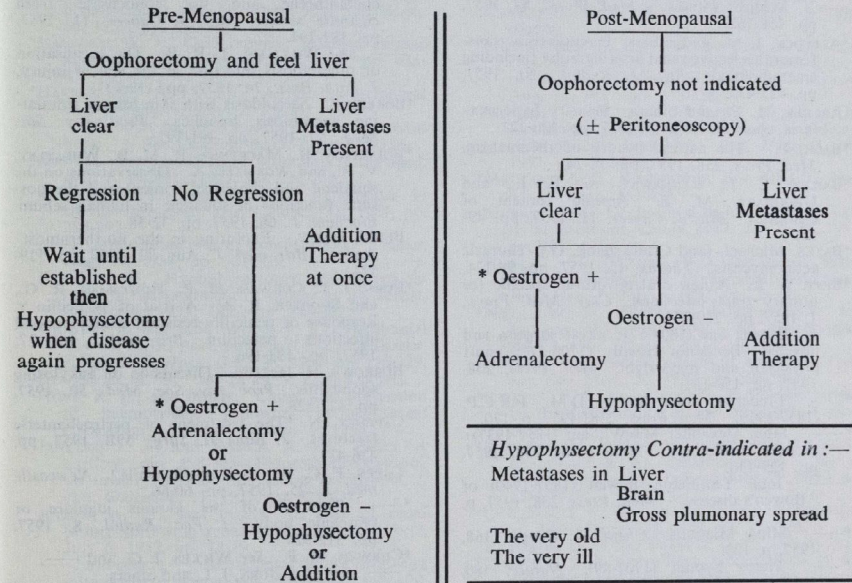 Pre-Menopausal
Oophorectomy and feel liver
Liver
clear
Liver
Metastases
Present
Regression
No Regression
Wait until
established
then
Hypophysectomy
when disease
again progresses
Addition
Therapy
at once
* Oestrogen +
Adrenalectomy
or
Hypophysectomy
Oestrogen –
Hypophysectomy
or
Addition
Post-Menopausal
Oophorectomy not indicated
(± Peritoneoscopy)
Liver
clear
Liver
Metastases
Present
* Oestrogen +
Oestrogen –
Adrenalectomy
Addition
Therapy
Hypophysectomy
Hypophysectomy Contra-indicated in :—
Metastases in Liver
Brain
Gross plumonary spread
The very old
The very ill